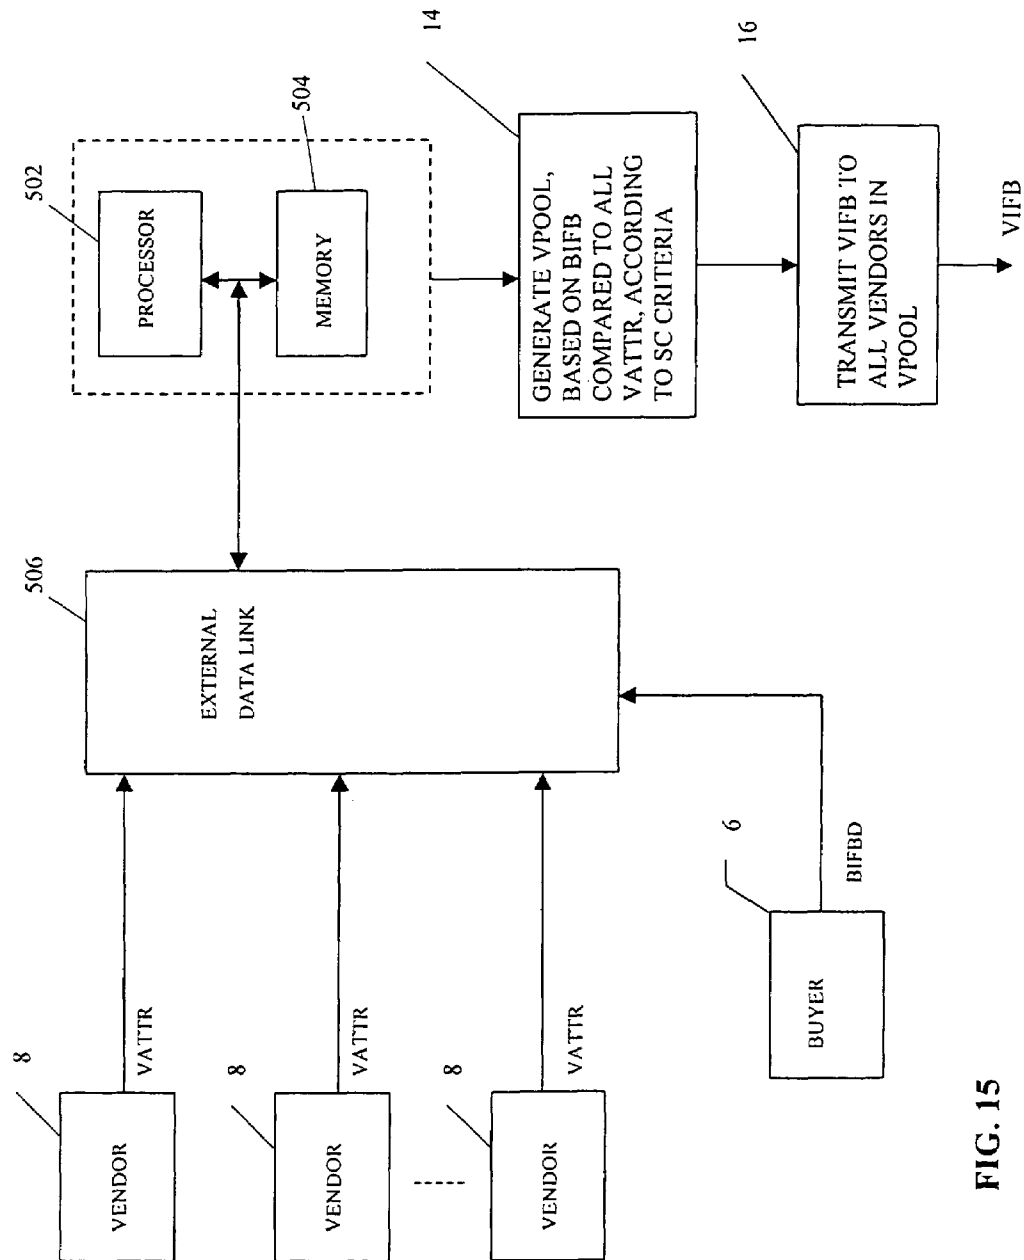 8
VENDOR
VATTR
8
VENDOR
VATTR
8
VENDOR
VATTR
6
BUYER
BIFBD
506
EXTERNAL
DATA LINK
502
PROCESSOR
504
MEMORY
14
GENERATE VPOOL,
BASED ON BIFB
COMPARED TO ALL
VATTR, ACCORDING
TO SC CRITERIA
16
TRANSMIT VIFB TO
ALL VENDORS IN
VPOOL
VIFB
FIG. 15